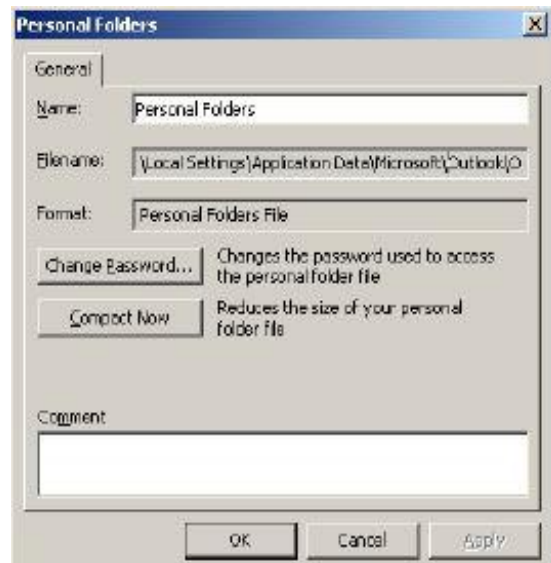 Personal Folders
General
Name:
Personal Folders
Filename:
\Local Settings\Application Data\Microsoft\Outlook\O
Format:
Personal Folders File
Change Password...
Changes the password used to access
the personal folder file
Compact Now
Reduces the size of your personal
folder file
Comment
OK
Cancel
Apply